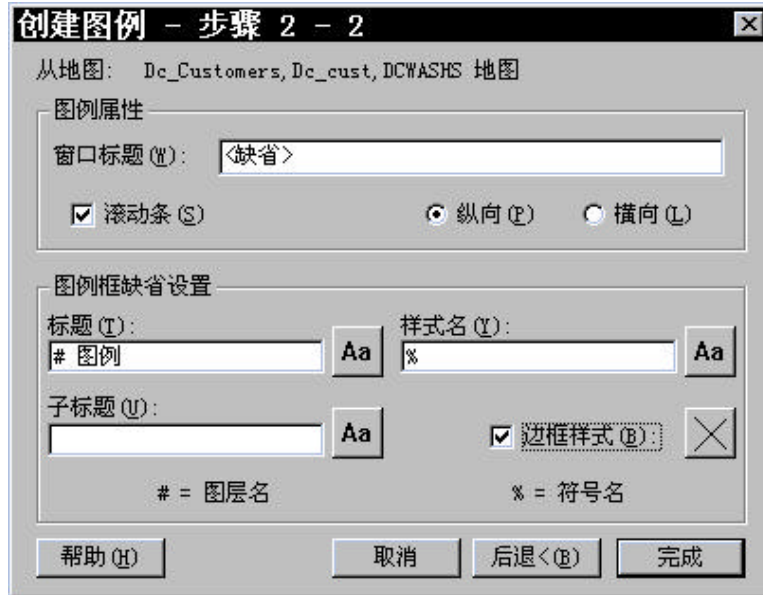 创建图例 - 步骤 2 - 2
从地图: Dc_Customers,Dc_cust,DCWASHS 地图
图例属性
窗口标题(W): <缺省>
滚动条(S) 纵向(P) 横向(L)
图例框缺省设置
标题(T): 样式名(Y):
# 图例 Aa % Aa
子标题(U):
Aa 边框样式(B):
# = 图层名 % = 符号名
帮助(H) 取消 后退<(B) 完成